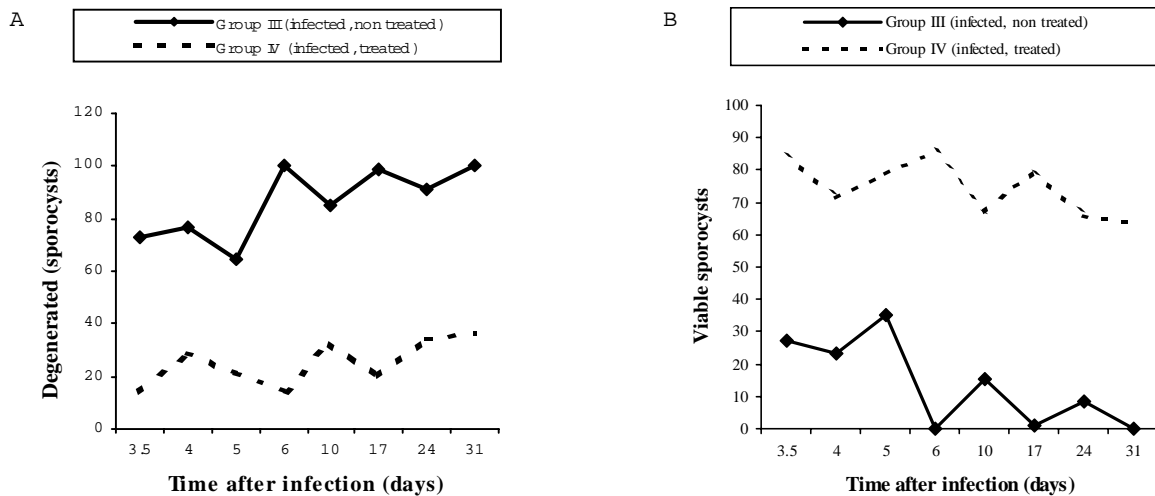 A
Group III (infected, non treated)
Group IV (infected, treated)
120
100
80
60
40
20
0
Degenerated (sporocysts)
3.5 4 5 6 10 17 24 31
Time after infection (days)
B
Group III (infected, non treated)
Group IV (infected, treated)
100
90
80
70
60
50
40
30
20
10
0
Viable sporocysts
3.5 4 5 6 10 17 24 31
Time after infection (days)